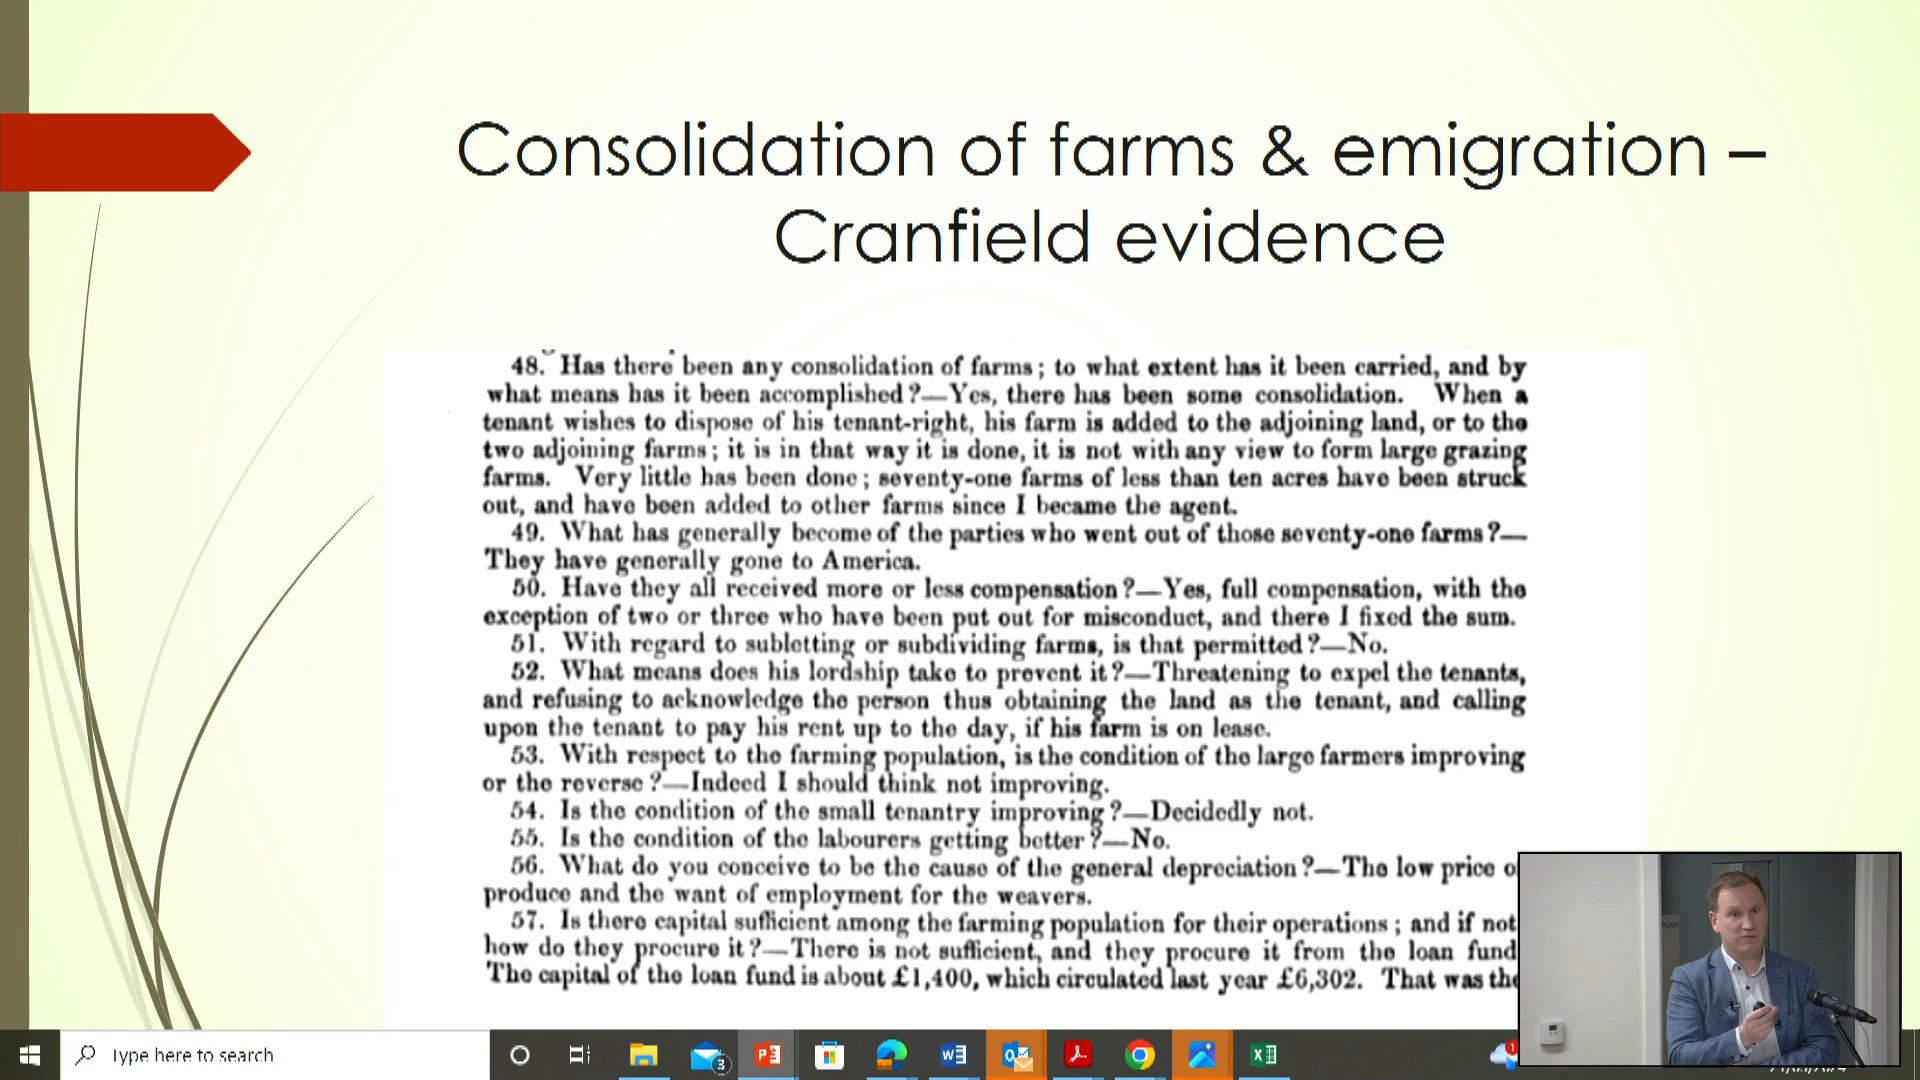 Consolidation of farms & emigration –
Cranfield evidence
48. Has there been any consolidation of farms; to what extent has it been carried, and by
what means has it been accomplished?—Yes, there has been some consolidation. When a
tenant wishes to dispose of his tenant-right, his farm is added to the adjoining land, or to the
two adjoining farms; it is in that way it is done, it is not with any view to form large grazing
farms. Very little has been done; seventy-one farms of less than ten acres have been struck
out, and have been added to other farms since I became the agent.
49. What has generally become of the parties who went out of those seventy-one farms?—
They have generally gone to America.
50. Have they all received more or less compensation?—Yes, full compensation, with the
exception of two or three who have been put out for misconduct, and there I fixed the sum.
51. With regard to subletting or subdividing farms, is that permitted?—No.
52. What means does his lordship take to prevent it?—Threatening to expel the tenants,
and refusing to acknowledge the person thus obtaining the land as the tenant, and calling
upon the tenant to pay his rent up to the day, if his farm is on lease.
53. With respect to the farming population, is the condition of the large farmers improving
or the reverse?—Indeed I should think not improving.
54. Is the condition of the small tenantry improving?—Decidedly not.
55. Is the condition of the labourers getting better?—No.
56. What do you conceive to be the cause of the general depreciation?—The low price o
produce and the want of employment for the weavers.
57. Is there capital sufficient among the farming population for their operations; and if not
how do they procure it?—There is not sufficient, and they procure it from the loan fund
The capital of the loan fund is about £1,400, which circulated last year £6,302. That was the
PUSH
Type here to search
3
1